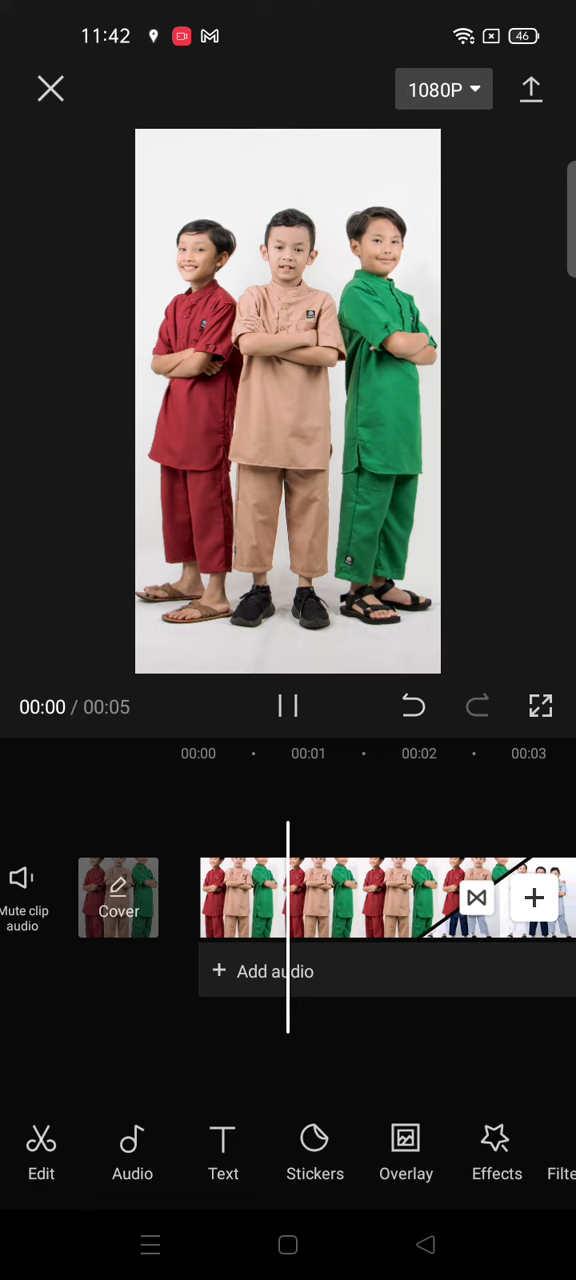 11:42
46
1080P
00:00 / 00:05
00:00 00:01 00:02 00:03
Mute clip
audio
Cover
+ Add audio
Edit
Audio
Text
Stickers
Overlay
Effects
Filte